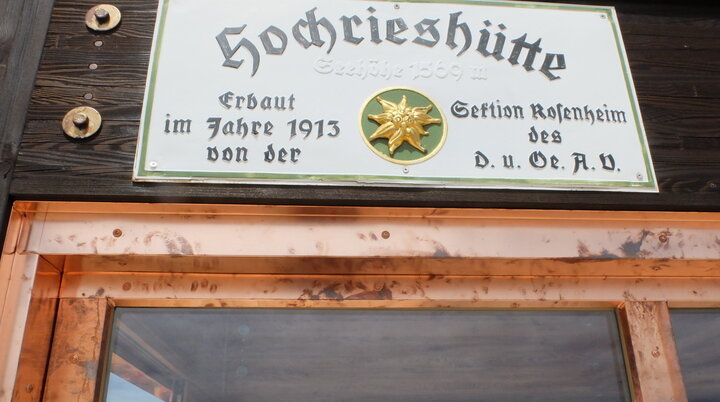 Hochrieshütte
Seehöhe 1569 m
Erbaut
im Jahre 1913
von der
Sektion Rosenheim
des
D. u. Oe. A. V.